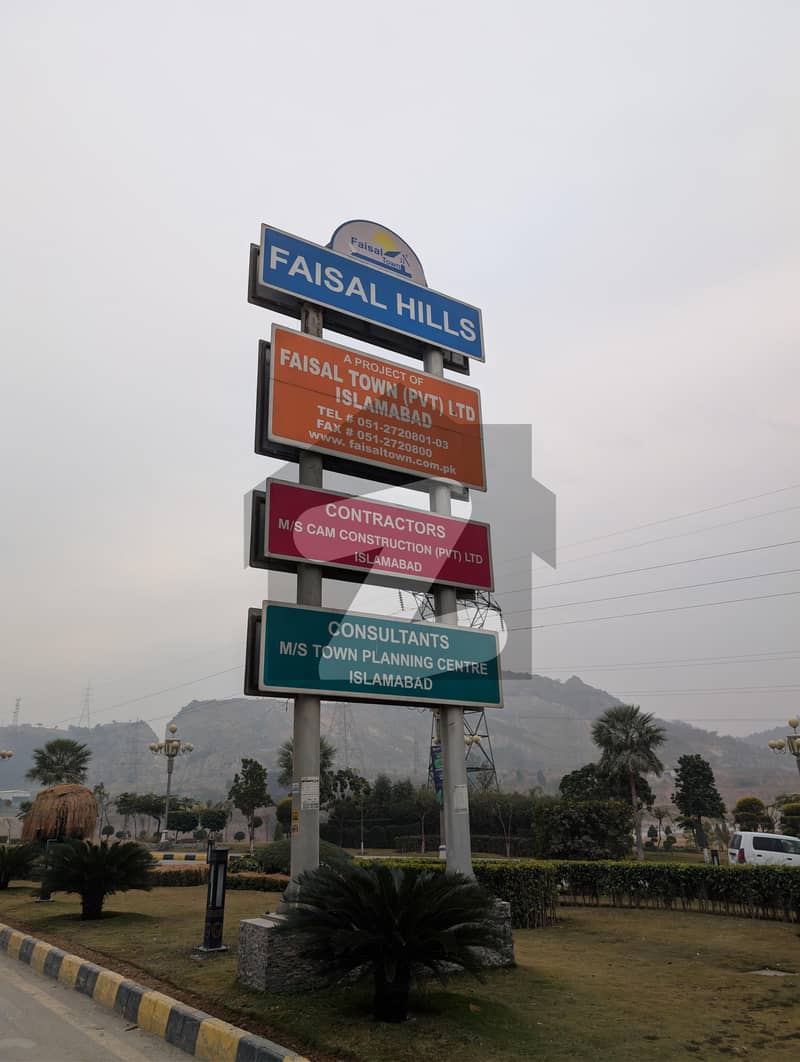 Faisal
Town
FAISAL HILLS
A PROJECT OF
FAISAL TOWN (PVT) LTD
ISLAMABAD
TEL # 051-2720801-03
FAX # 051-2720800
www.faisaltown.com.pk
CONTRACTORS
M/S CAM CONSTRUCTION (PVT) LTD
ISLAMABAD
CONSULTANTS
M/S TOWN PLANNING CENTRE
ISLAMABAD